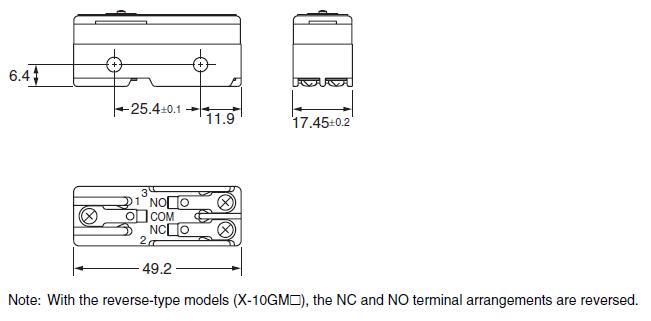 6.4
25.4±0.1
11.9
17.45±0.2
3
1 NO
COM
NC
2
49.2
Note: With the reverse-type models (X-10GM□), the NC and NO terminal arrangements are reversed.